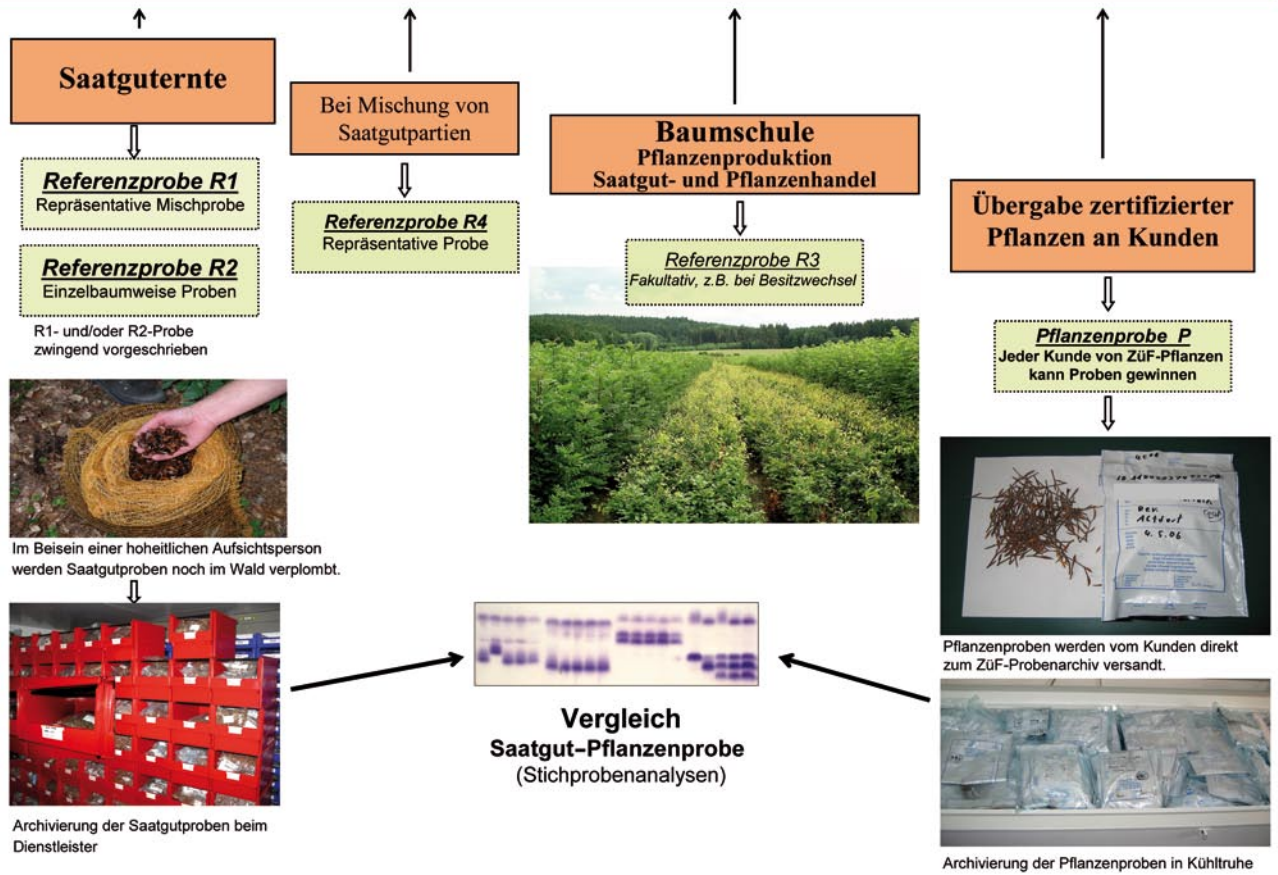 Saatguternte
Referenzprobe R1
Repräsentative Mischprobe
Referenzprobe R2
Einzelbaumweise Proben
R1- und/oder R2-Probe
zwingend vorgeschrieben
Im Beisein einer hoheitlichen Aufsichtsperson
werden Saatgutproben noch im Wald verplombt.
Archivierung der Saatgutproben beim
Dienstleister
Bei Mischung von
Saatgutpartien
Referenzprobe R4
Repräsentative Probe
Baumschule
Pflanzenproduktion
Saatgut- und Pflanzenhandel
Referenzprobe R3
Fakultativ, z.B. bei Besitzwechsel
Vergleich
Saatgut–Pflanzenprobe
(Stichprobenanalysen)
Übergabe zertifizierter
Pflanzen an Kunden
Pflanzenprobe P
Jeder Kunde von ZüF-Pflanzen
kann Proben gewinnen
Altdorf
4.5.06
Pflanzenproben werden vom Kunden direkt
zum ZüF-Probenarchiv versandt.
Archivierung der Pflanzenproben in Kühltruhe